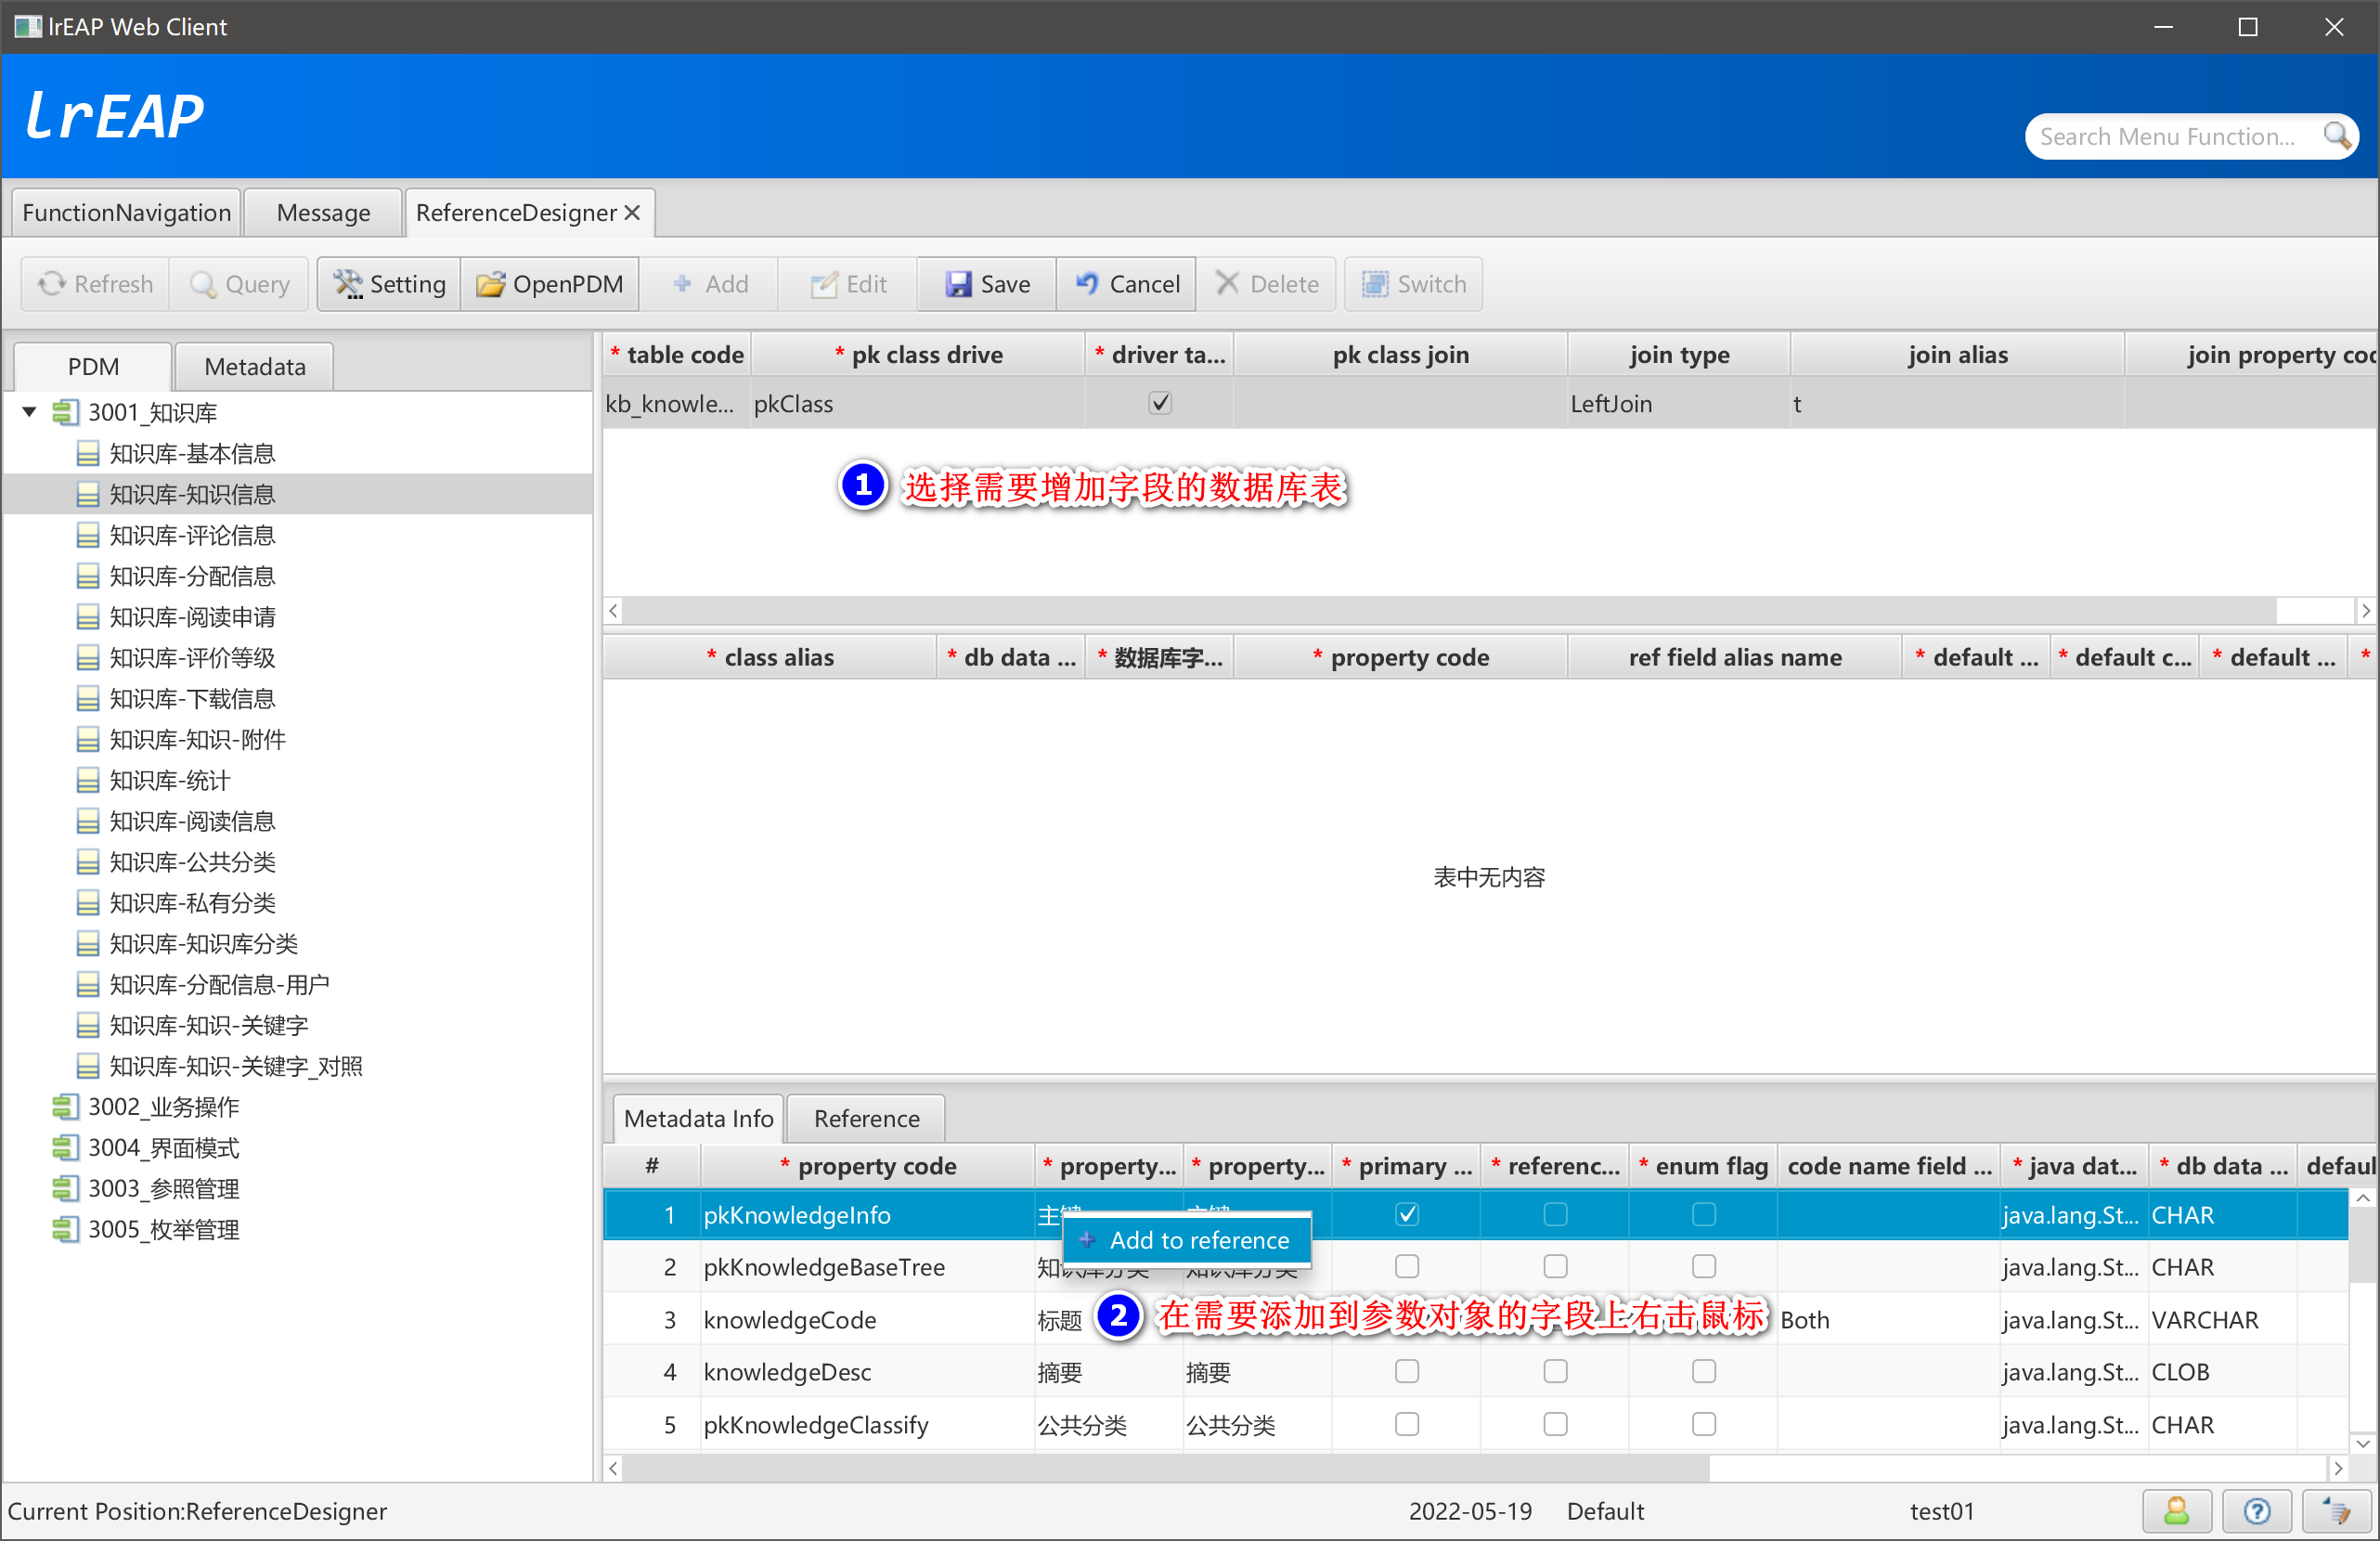 lrEAP Web Client
lrEAP
Search Menu Function...
FunctionNavigation Message ReferenceDesigner
Refresh Query Setting OpenPDM Add Edit Save Cancel Delete Switch
PDM Metadata
3001_知识库
知识库-基本信息
知识库-知识信息
知识库-评论信息
知识库-分配信息
知识库-阅读申请
知识库-评价等级
知识库-下载信息
知识库-知识-附件
知识库-统计
知识库-阅读信息
知识库-公共分类
知识库-私有分类
知识库-知识库分类
知识库-分配信息-用户
知识库-知识-关键字
知识库-知识-关键字_对照
3002_业务操作
3004_界面模式
3003_参照管理
3005_枚举管理
* table code * pk class drive * driver ta... pk class join join type join alias join property cod
kb_knowle... pkClass LeftJoin t
1 选择需要增加字段的数据库表
* class alias * db data ... * 数据库字... * property code ref field alias name * default ... * default c... * default ... *
表中无内容
Metadata Info Reference
# * property code * property... * property... * primary ... * referenc... * enum flag code name field ... * java dat... * db data ... defaul
1 pkKnowledgeInfo 主键 主键 java.lang.St... CHAR
Add to reference
2 pkKnowledgeBaseTree 知识库分类 知识库分类 java.lang.St... CHAR
3 knowledgeCode 标题 Both java.lang.St... VARCHAR
2 在需要添加到参数对象的字段上右击鼠标
4 knowledgeDesc 摘要 摘要 java.lang.St... CLOB
5 pkKnowledgeClassify 公共分类 公共分类 java.lang.St... CHAR
Current Position:ReferenceDesigner 2022-05-19 Default test01